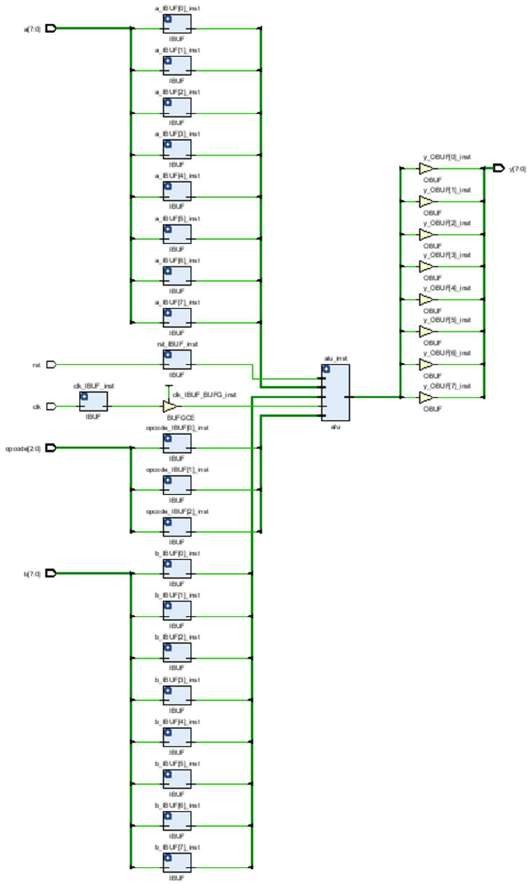 a_IBUF[0]_inst
a[7:0]
IBUF
a_IBUF[1]_inst
IBUF
a_IBUF[2]_inst
IBUF
a_IBUF[3]_inst
IBUF
a_IBUF[4]_inst
IBUF
a_IBUF[5]_inst
IBUF
a_IBUF[6]_inst
IBUF
a_IBUF[7]_inst
IBUF
y_OBUF[0]_inst
y[7:0]
OBUF
y_OBUF[1]_inst
OBUF
y_OBUF[2]_inst
OBUF
y_OBUF[3]_inst
OBUF
y_OBUF[4]_inst
OBUF
y_OBUF[5]_inst
OBUF
y_OBUF[6]_inst
OBUF
y_OBUF[7]_inst
OBUF
rst_IBUF_inst
rst
IBUF
alu_inst
alu
clk_IBUF_inst
clk
IBUF
clk_IBUF_BUFG_inst
BUFGCE
opcode_IBUF[0]_inst
opcode[2:0]
IBUF
opcode_IBUF[1]_inst
IBUF
opcode_IBUF[2]_inst
IBUF
b_IBUF[0]_inst
b[7:0]
IBUF
b_IBUF[1]_inst
IBUF
b_IBUF[2]_inst
IBUF
b_IBUF[3]_inst
IBUF
b_IBUF[4]_inst
IBUF
b_IBUF[5]_inst
IBUF
b_IBUF[6]_inst
IBUF
b_IBUF[7]_inst
IBUF